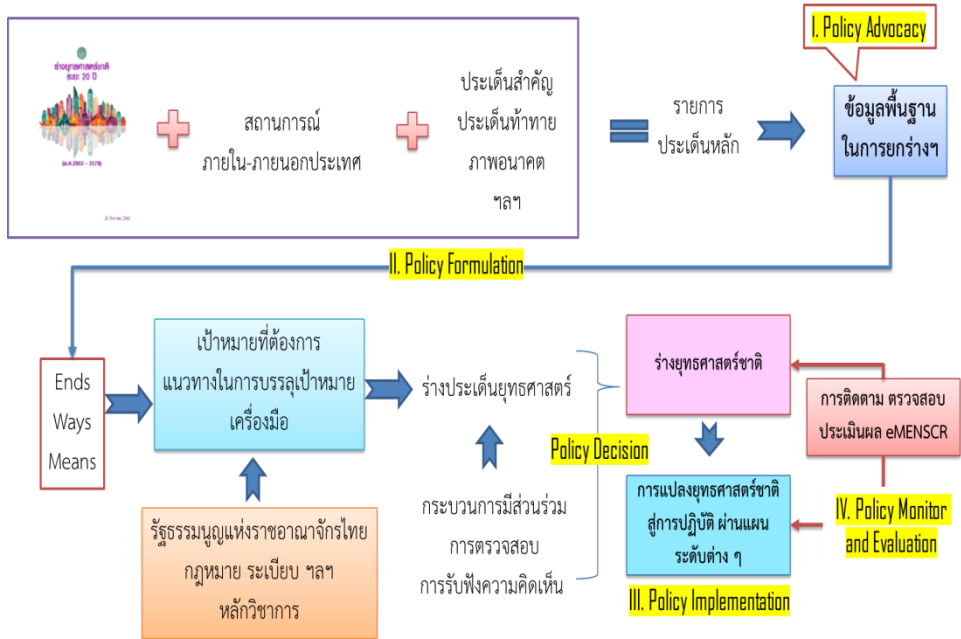 I. Policy Advocacy
ร่างยุทธศาสตร์ชาติ
ระยะ 20 ปี
สถานการณ์
ภายใน-ภายนอกประเทศ
ประเด็นสำคัญ
ประเด็นท้าทาย
ภาพอนาคต
ฯลฯ
รายการ
ประเด็นหลัก
ข้อมูลพื้นฐาน
ในการยกร่างฯ
II. Policy Formulation
Ends
Ways
Means
เป้าหมายที่ต้องการ
แนวทางในการบรรลุเป้าหมาย
เครื่องมือ
รัฐธรรมนูญแห่งราชอาณาจักรไทย
กฎหมาย ระเบียบ ฯลฯ
หลักวิชาการ
ร่างประเด็นยุทธศาสตร์
กระบวนการมีส่วนร่วม
การตรวจสอบ
การรับฟังความคิดเห็น
Policy Decision
ร่างยุทธศาสตร์ชาติ
การแปลงยุทธศาสตร์ชาติ
สู่การปฏิบัติ ผ่านแผน
ระดับต่าง ๆ
III. Policy Implementation
การติดตาม ตรวจสอบ
ประเมินผล eMENSCR
IV. Policy Monitor
and Evaluation